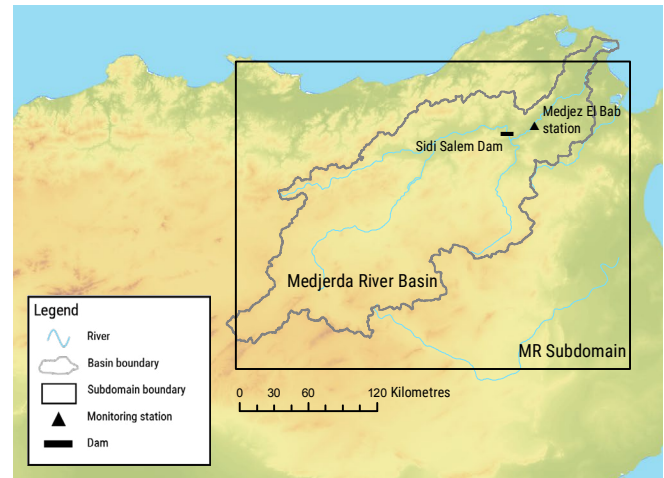 Medjez El Bab
station
Sidi Salem Dam
Medjerda River Basin
MR Subdomain
Legend
River
Basin boundary
Subdomain boundary
Monitoring station
Dam
0 30 60 120 Kilometres